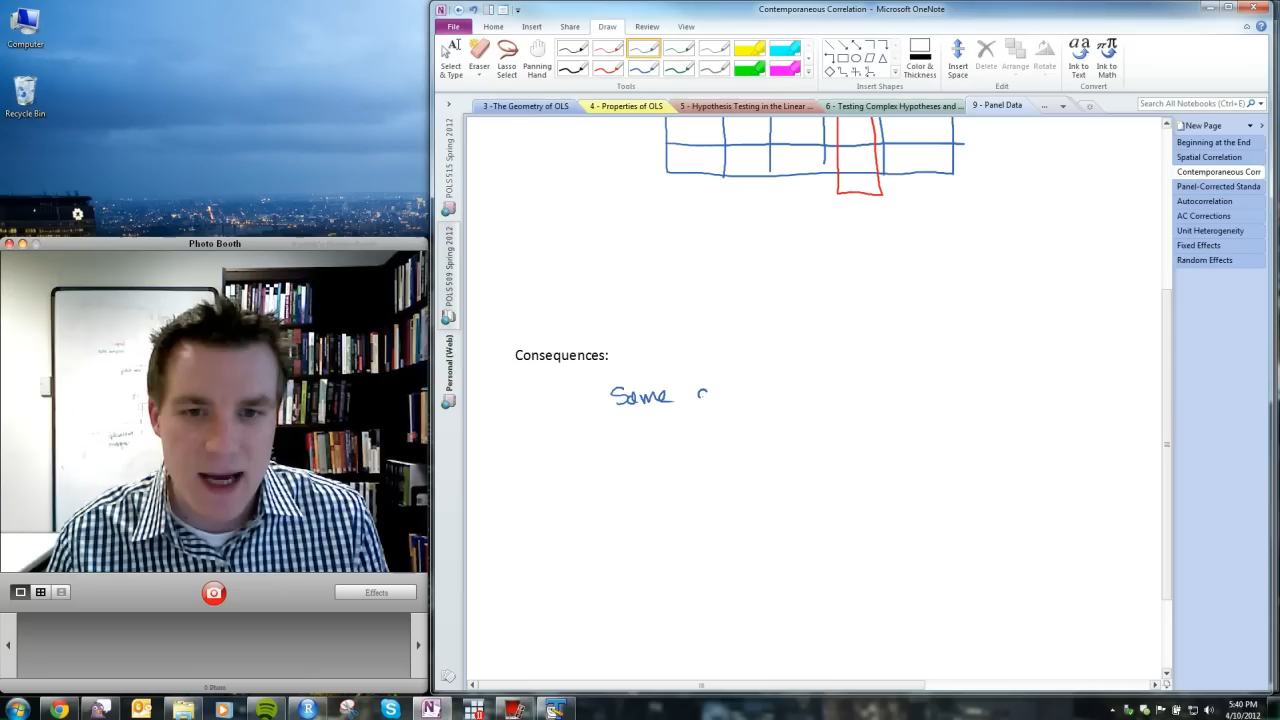 Computer
Recycle Bin
Photo Booth
Effects
0 Photo
Contemporaneous Correlation - Microsoft OneNote
File Home Insert Share Draw Review View
Select & Type
Eraser
Lasso Select
Panning Hand
Color & Thickness
Insert Space
Delete
Arrange
Rotate
Ink to Text
Ink to Math
Tools
Insert Shapes
Edit
Convert
3 -The Geometry of OLS
4 - Properties of OLS
5 - Hypothesis Testing in the Linear ...
6 - Testing Complex Hypotheses and ...
9 - Panel Data
...
Search All Notebooks (Ctrl+E)
POLS 515 Spring 2012
POLS 509 Spring 2012
Personal (Web)
Consequences:
Same
New Page
Beginning at the End
Spatial Correlation
Contemporaneous Corr
Panel-Corrected Standa
Autocorrelation
AC Corrections
Unit Heterogeneity
Fixed Effects
Random Effects
5:40 PM
4/10/2012